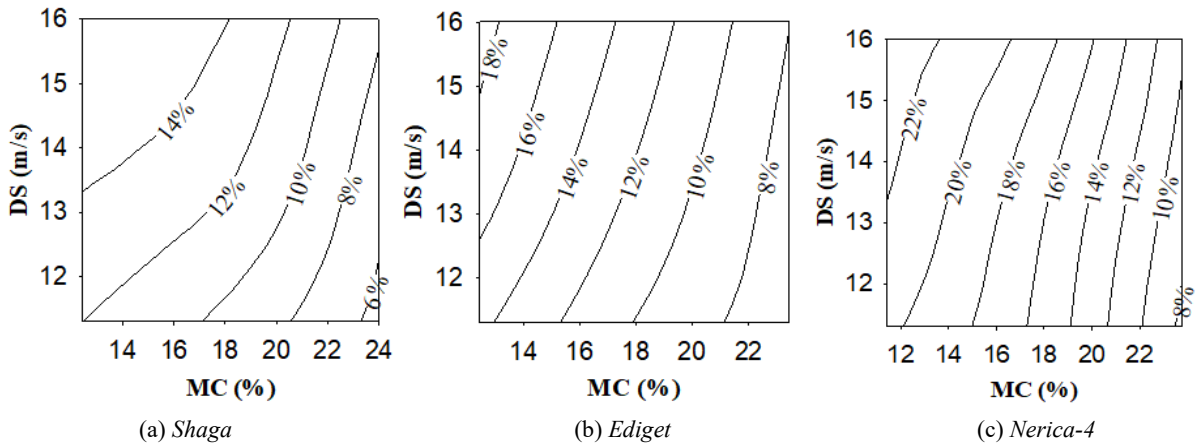 DS (m/s)
16
15
14
13
12
14%
12%
10%
8%
6%
14 16 18 20 22 24
MC (%)
(a) Shaga
DS (m/s)
16
15
14
13
12
18%
16%
14%
12%
10%
8%
14 16 18 20 22
MC (%)
(b) Ediget
DS (m/s)
16
15
14
13
12
22%
20%
18%
16%
14%
12%
10%
8%
12 14 16 18 20 22
MC (%)
(c) Nerica-4